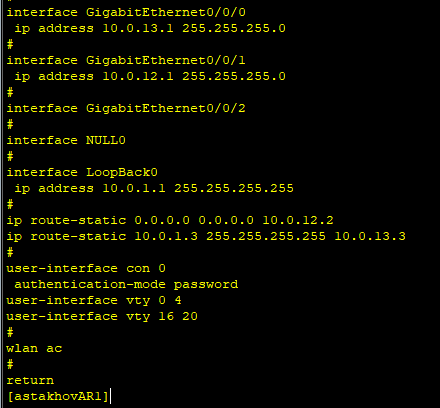 interface GigabitEthernet0/0/0
 ip address 10.0.13.1 255.255.255.0
#
interface GigabitEthernet0/0/1
 ip address 10.0.12.1 255.255.255.0
#
interface GigabitEthernet0/0/2
#
interface NULL0
#
interface LoopBack0
 ip address 10.0.1.1 255.255.255.255
#
ip route-static 0.0.0.0 0.0.0.0 10.0.12.2
ip route-static 10.0.1.3 255.255.255.255 10.0.13.3
#
user-interface con 0
 authentication-mode password
user-interface vty 0 4
user-interface vty 16 20
#
wlan ac
#
return
[astakhovAR1]